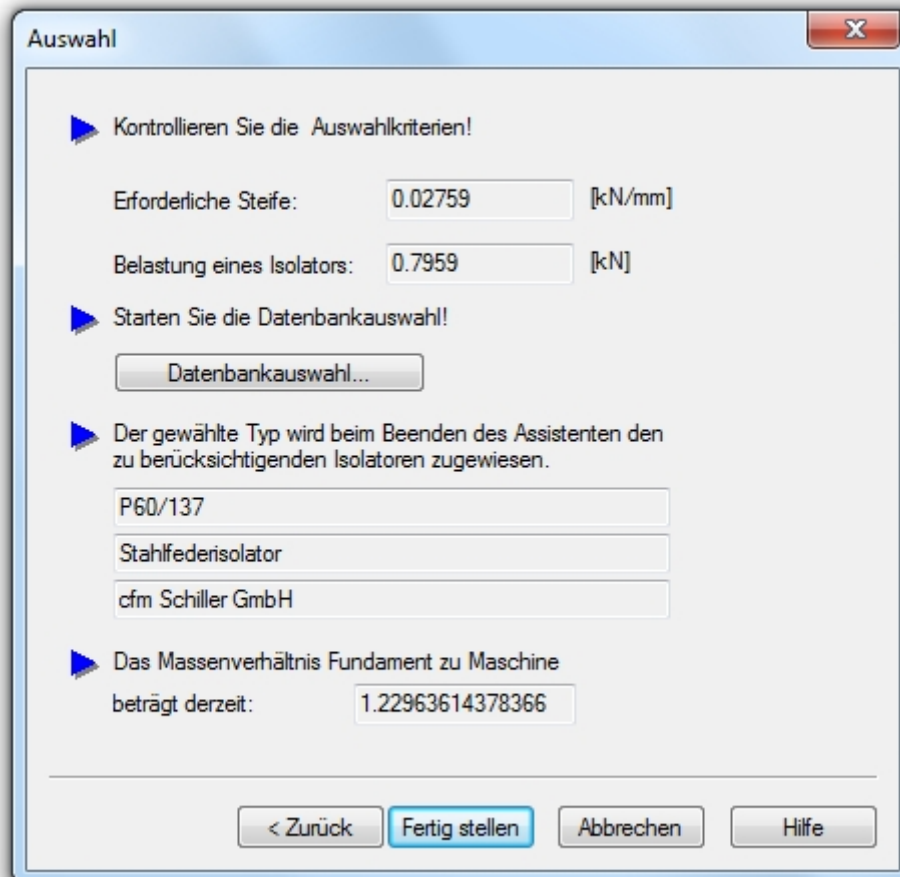 Auswahl
Kontrollieren Sie die Auswahlkriterien!
Erforderliche Steife: 0.02759 [kN/mm]
Belastung eines Isolators: 0.7959 [kN]
Starten Sie die Datenbankauswahl!
Datenbankauswahl...
Der gewählte Typ wird beim Beenden des Assistenten den
zu berücksichtigenden Isolatoren zugewiesen.
P60/137
Stahlfederisolator
cfm Schiller GmbH
Das Massenverhältnis Fundament zu Maschine
beträgt derzeit: 1.22963614378366
< Zurück Fertig stellen Abbrechen Hilfe